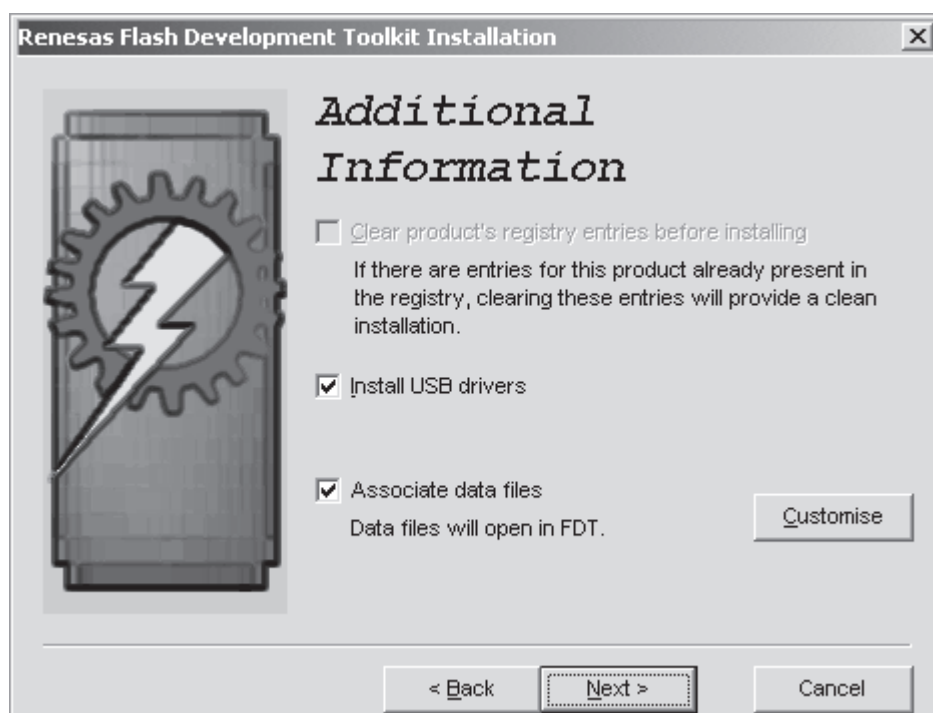 Renesas Flash Development Toolkit Installation
Additional
Information
Clear product's registry entries before installing
If there are entries for this product already present in
the registry, clearing these entries will provide a clean
installation.
Install USB drivers
Associate data files
Data files will open in FDT.
Customise
< Back
Next >
Cancel